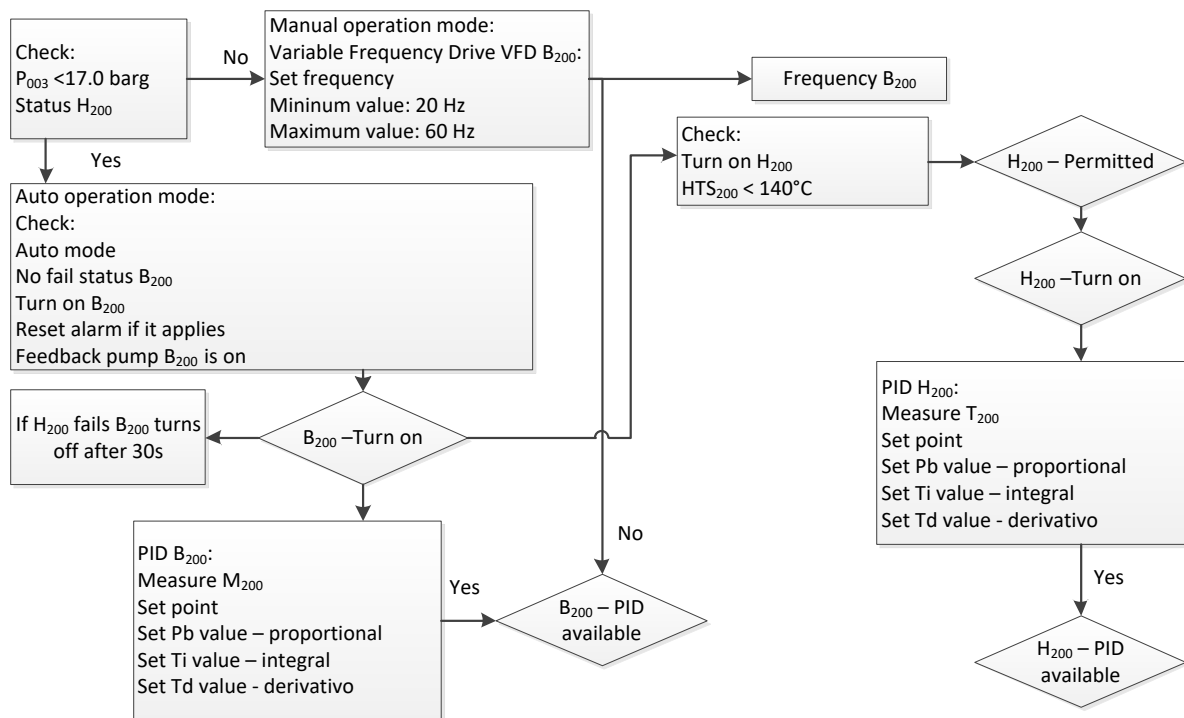 Check:
P₀₀₃ <17.0 barg
Status H₂₀₀
No
Manual operation mode:
Variable Frequency Drive VFD B₂₀₀:
Set frequency
Mininum value: 20 Hz
Maximum value: 60 Hz
Frequency B₂₀₀
Yes
Auto operation mode:
Check:
Auto mode
No fail status B₂₀₀
Turn on B₂₀₀
Reset alarm if it applies
Feedback pump B₂₀₀ is on
Check:
Turn on H₂₀₀
HTS₂₀₀ < 140°C
H₂₀₀ – Permitted
H₂₀₀ –Turn on
If H₂₀₀ fails B₂₀₀ turns
off after 30s
B₂₀₀ –Turn on
PID H₂₀₀:
Measure T₂₀₀
Set point
Set Pb value – proportional
Set Ti value – integral
Set Td value - derivativo
PID B₂₀₀:
Measure M₂₀₀
Set point
Set Pb value – proportional
Set Ti value – integral
Set Td value - derivativo
Yes
No
B₂₀₀ – PID
available
Yes
H₂₀₀ – PID
available